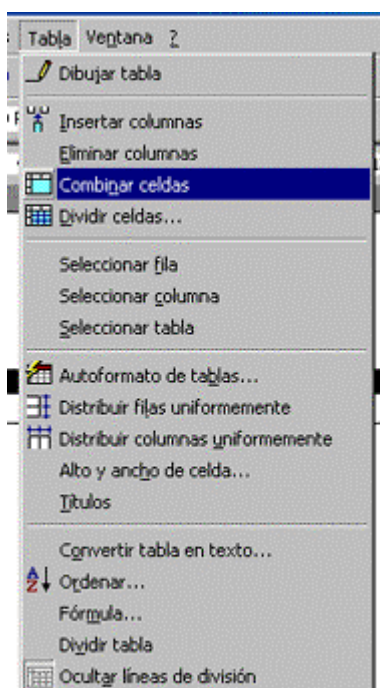 Tabla Ventana ?
Dibujar tabla
Insertar columnas
Eliminar columnas
Combinar celdas
Dividir celdas...
Seleccionar fila
Seleccionar columna
Seleccionar tabla
Autoformato de tablas...
Distribuir filas uniformemente
Distribuir columnas uniformemente
Alto y ancho de celda...
Títulos
Convertir tabla en texto...
Ordenar...
Fórmula...
Dividir tabla
Ocultar líneas de división